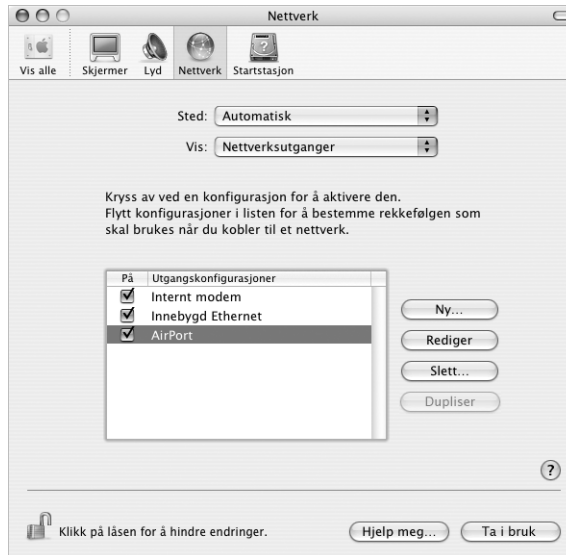 Nettverk
Vis alle
Skjermer
Lyd
Nettverk
Startstasjon
Sted: Automatisk
Vis: Nettverksutganger
Kryss av ved en konfigurasjon for å aktivere den.
Flytt konfigurasjoner i listen for å bestemme rekkefølgen som
skal brukes når du kobler til et nettverk.
På Utgangskonfigurasjoner
Internt modem
Innebygd Ethernet
AirPort
Ny...
Rediger
Slett...
Dupliser
?
Klikk på låsen for å hindre endringer.
Hjelp meg...
Ta i bruk